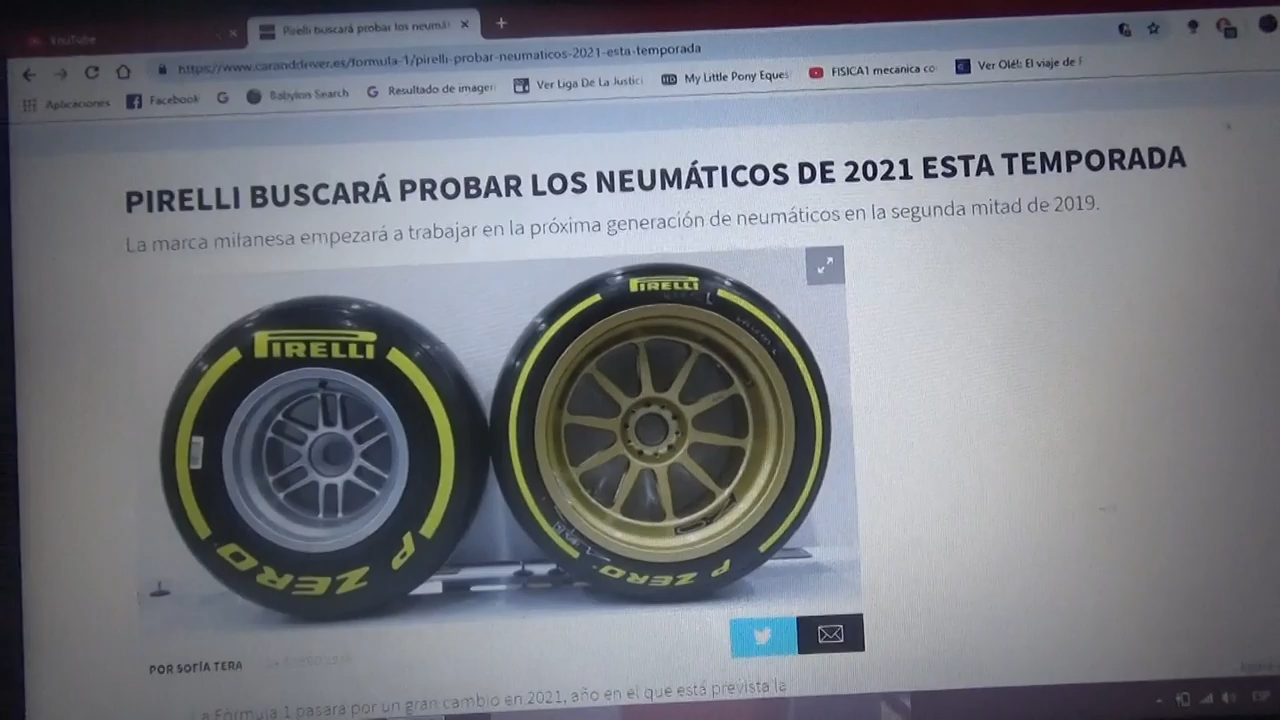 YouTube
Pirelli buscará probar los neumá
https://www.caranddriver.es/formula-1/pirelli-probar-neumaticos-2021-esta-temporada
Aplicaciones
Facebook
Babylon Search
Resultado de imagen
Ver Liga De La Justici
My Little Pony Eques
FISICA1 mecanica co
Ver Olé!: El viaje de F
PIRELLI BUSCARÁ PROBAR LOS NEUMÁTICOS DE 2021 ESTA TEMPORADA
La marca milanesa empezará a trabajar en la próxima generación de neumáticos en la segunda mitad de 2019.
PIRELLI
P ZERO
PIRELLI
P ZERO
POR SOFÍA TERA
La Fórmula 1 pasará por un gran cambio en 2021, año en el que está prevista la
ESP